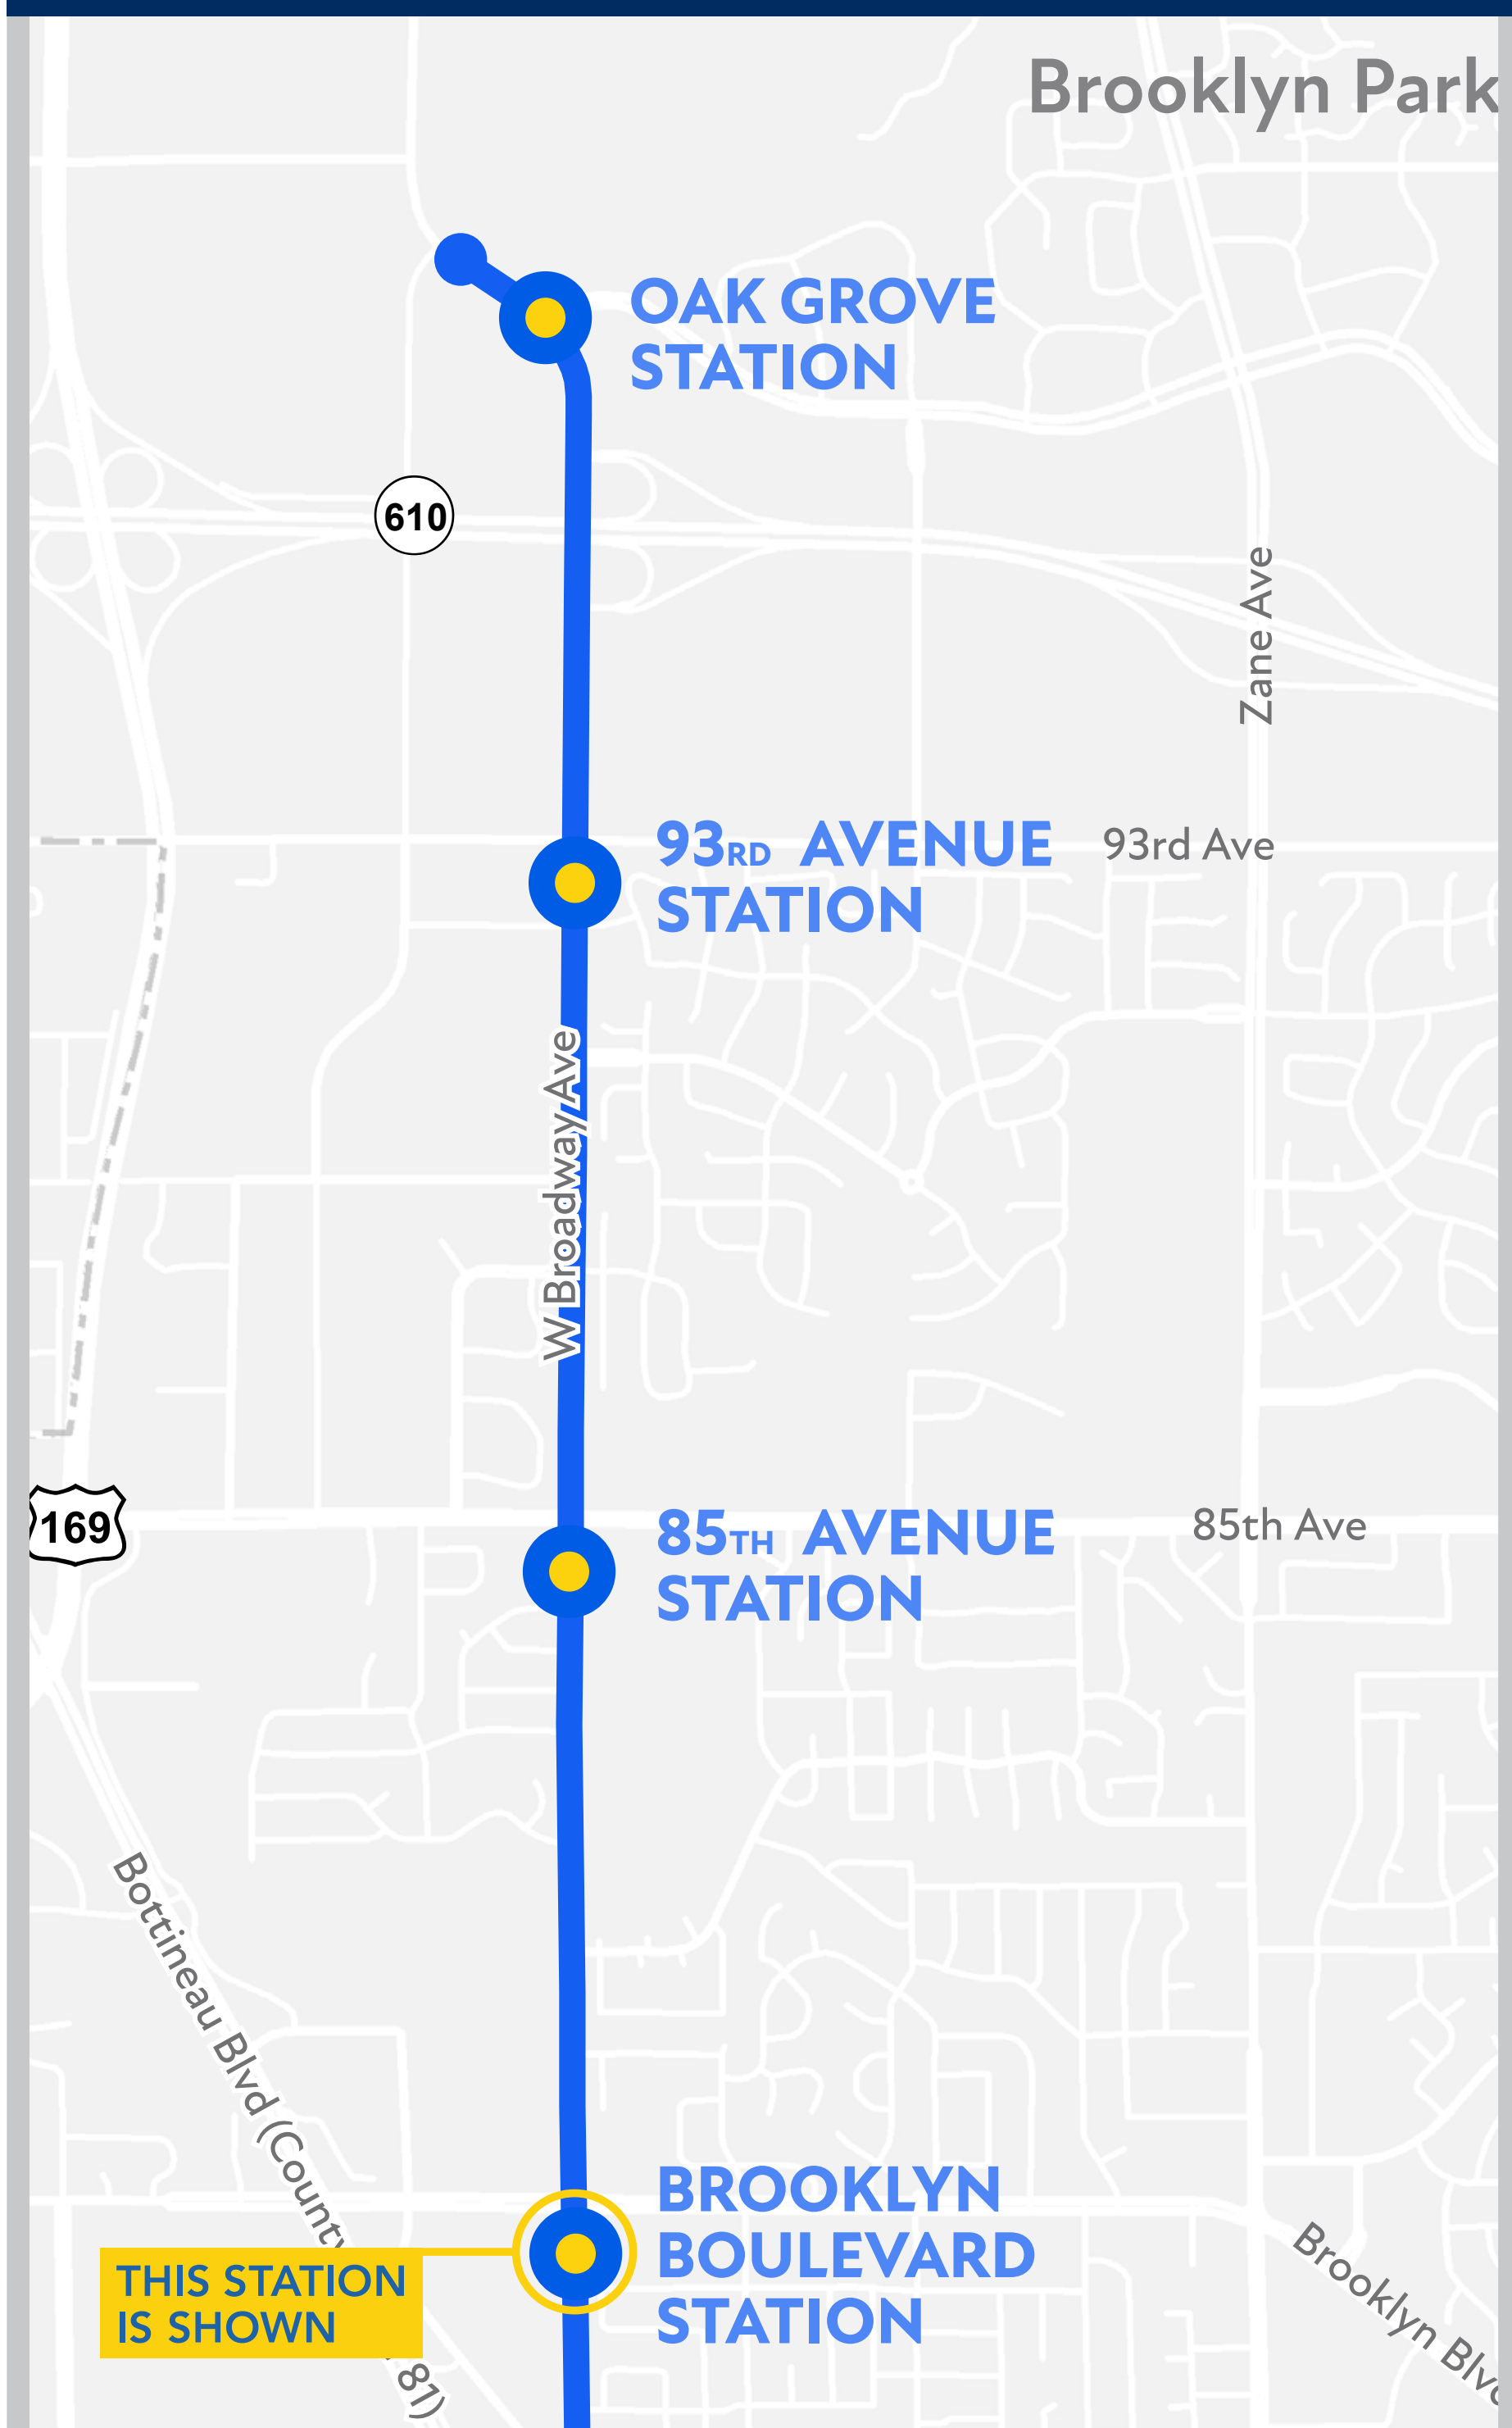 Brooklyn Park
OAK GROVE
STATION
610
Zane Ave
93RD AVENUE
STATION
93rd Ave
W Broadway Ave
169
85TH AVENUE
STATION
85th Ave
Bottineau Blvd (County
81)
BROOKLYN
BOULEVARD
STATION
THIS STATION
IS SHOWN
Brooklyn Blvd